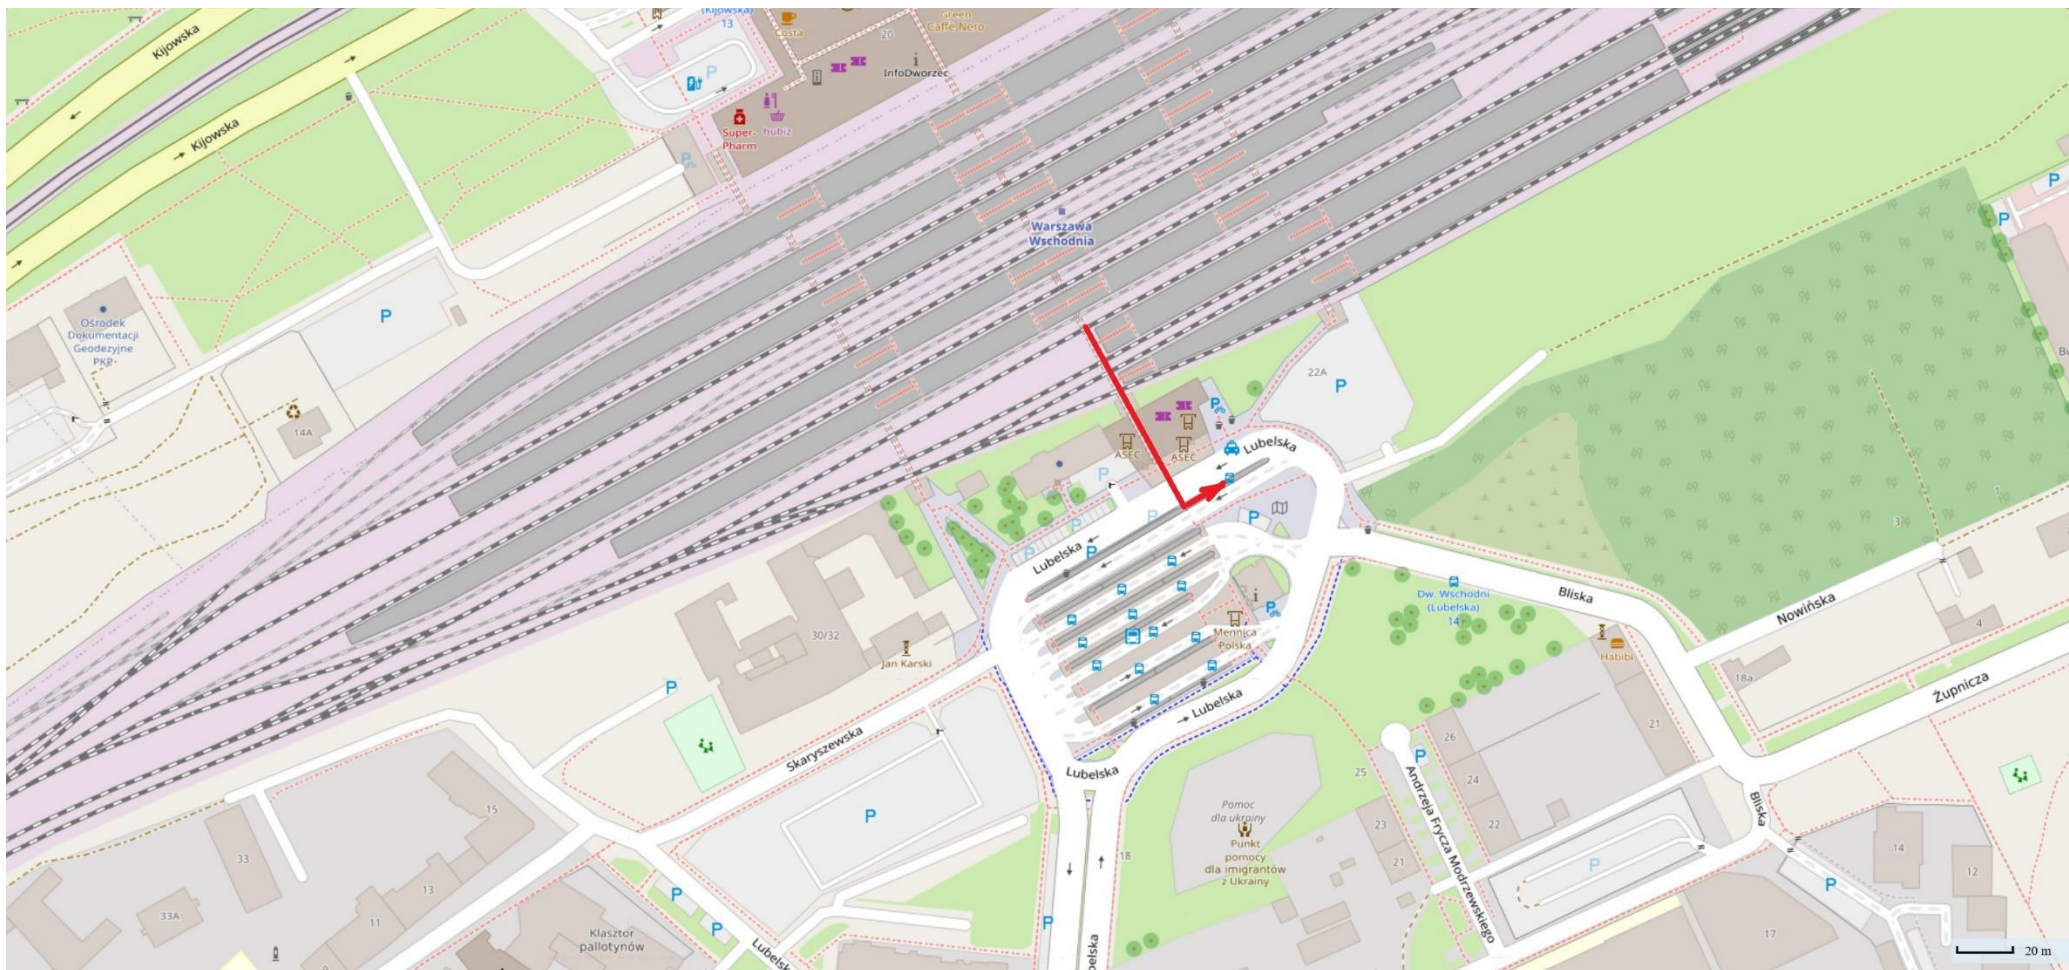 (Kijowska)
13
Costa
20
Green
Caffè Nero
Kijowska
InfoDworzec
P
Super-
Pharm
hubiz
Kijowska
P
P
P
Warszawa
Wschodnia
Ośrodek
Dokumentacji
Geodezyjne
PKP
P
14A
22A
P
P
ASEC
ASEC
Lubelska
P
P
P
P
P
P
Lubelska
3
1
Dw. Wschodni
(Lubelska)
14
Bliska
Nowińska
4
P
Mennica
Polska
30/32
Jan Karski
Habibi
18a
Żupnicza
P
Lubelska
21
Skaryszewska
26
P
Lubelska
25
24
15
Pomoc
dla ukrainy
Punkt
pomocy
dla imigrantów
z Ukrainy
P
Andrzeja Frycza Modrzewskiego
Bliska
23
22
33
18
21
P
14
12
13
P
P
33A
11
P
P
Klasztor
pallotynów
17
Lubelska
20 m